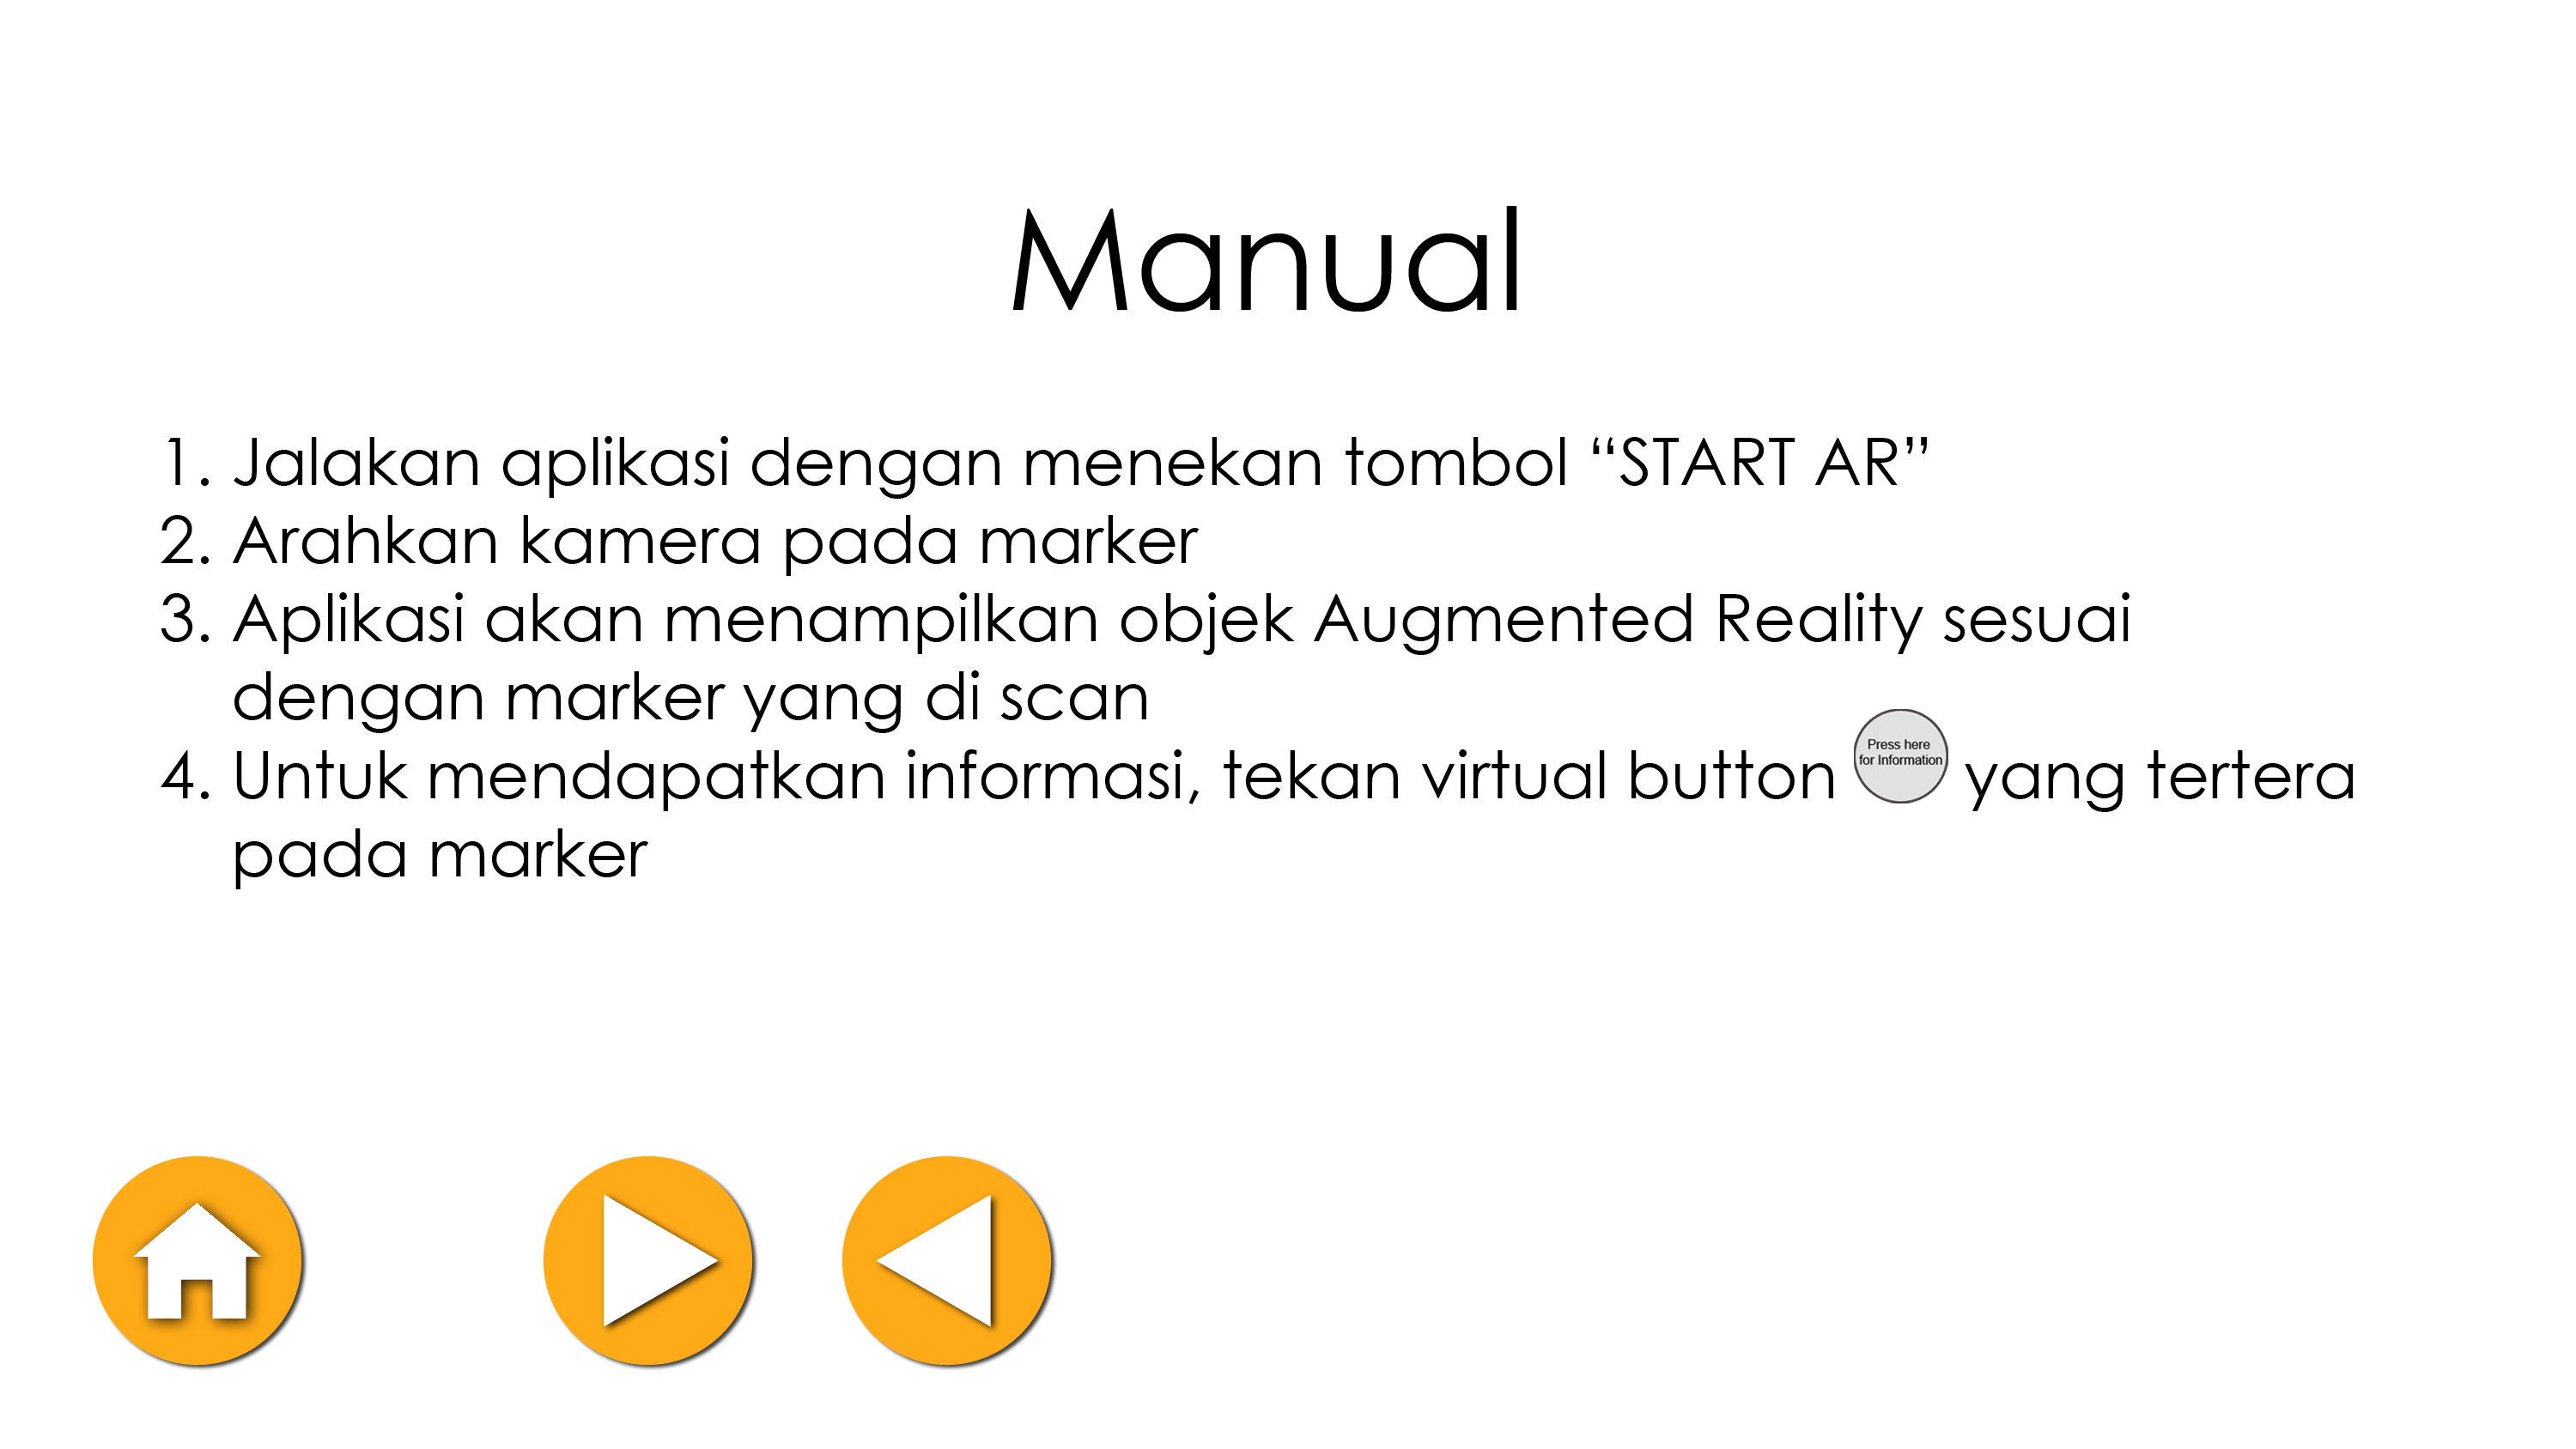 Manual
1. Jalakan aplikasi dengan menekan tombol “START AR”
2. Arahkan kamera pada marker
3. Aplikasi akan menampilkan objek Augmented Reality sesuai
dengan marker yang di scan
4. Untuk mendapatkan informasi, tekan virtual button Press here for Information yang tertera
pada marker